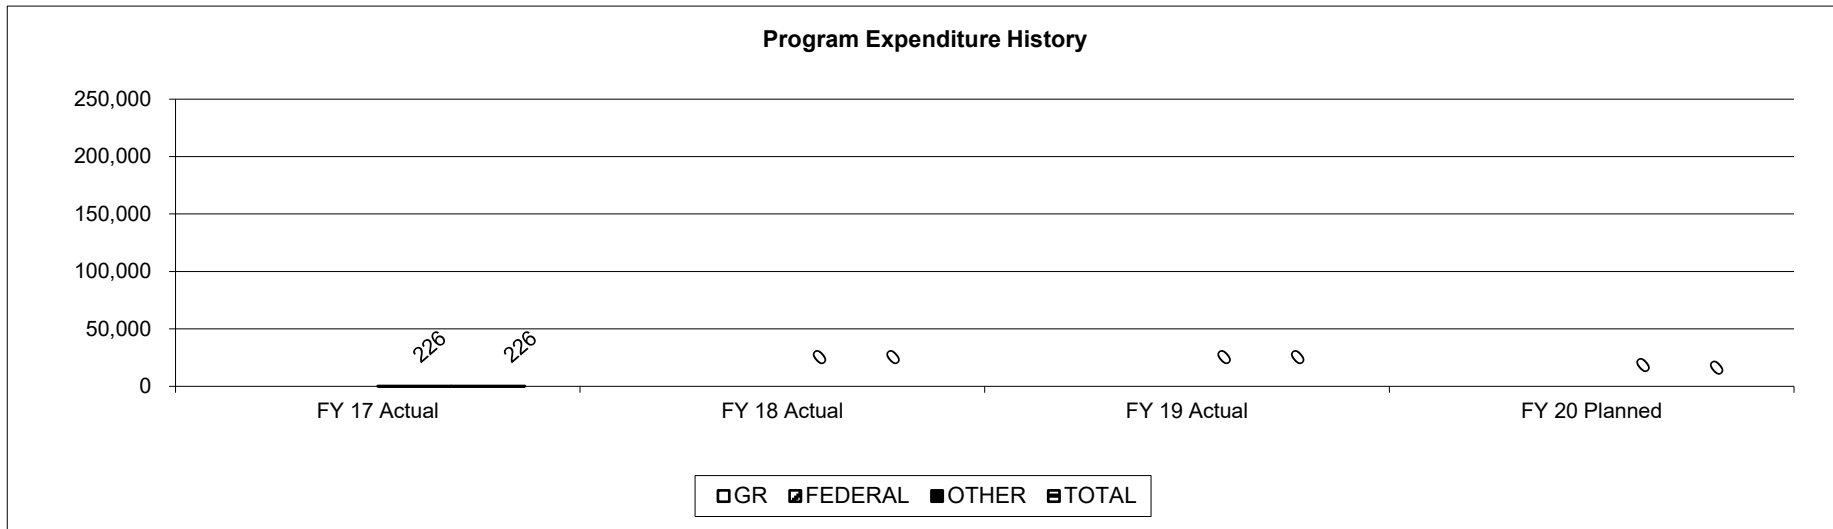 Program Expenditure History
250,000
200,000
150,000
100,000
50,000
0
226 226 0 0 0 0 0 0
FY 17 Actual FY 18 Actual FY 19 Actual FY 20 Planned
GR FEDERAL OTHER TOTAL